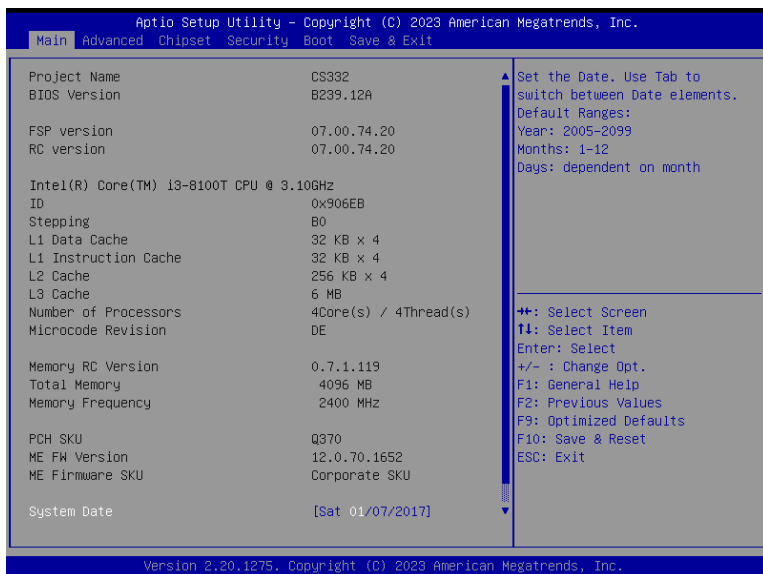 Aptio Setup Utility – Copyright (C) 2023 American Megatrends, Inc.
Main Advanced Chipset Security Boot Save & Exit
Project Name CS332
BIOS Version B239.12A
FSP version 07.00.74.20
RC version 07.00.74.20
Intel(R) Core(TM) i3-8100T CPU @ 3.10GHz
ID 0x906EB
Stepping B0
L1 Data Cache 32 KB x 4
L1 Instruction Cache 32 KB x 4
L2 Cache 256 KB x 4
L3 Cache 6 MB
Number of Processors 4Core(s) / 4Thread(s)
Microcode Revision DE
Memory RC Version 0.7.1.119
Total Memory 4096 MB
Memory Frequency 2400 MHz
PCH SKU Q370
ME FW Version 12.0.70.1652
ME Firmware SKU Corporate SKU
System Date [Sat 01/07/2017]
Set the Date. Use Tab to
switch between Date elements.
Default Ranges:
Year: 2005-2099
Months: 1-12
Days: dependent on month
→←: Select Screen
↑↓: Select Item
Enter: Select
+/- : Change Opt.
F1: General Help
F2: Previous Values
F9: Optimized Defaults
F10: Save & Reset
ESC: Exit
Version 2.20.1275. Copyright (C) 2023 American Megatrends, Inc.